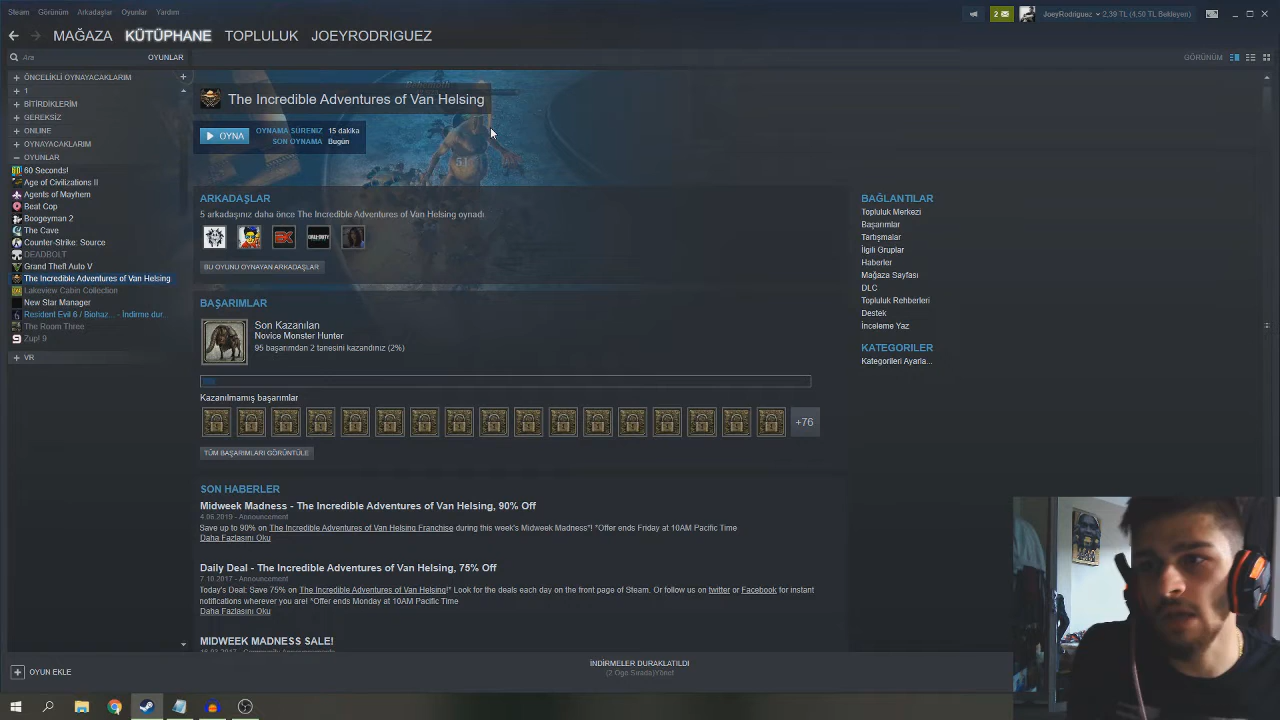 Steam Görünüm Arkadaşlar Oyunlar Yardım
2
JoeyRodriguez 2,39 TL (4,50 TL Bekleyen)
MAĞAZA KÜTÜPHANE TOPLULUK JOEYRODRIGUEZ
Ara
OYUNLAR
GÖRÜNÜM
ÖNCELİKLİ OYNAYACAKLARIM
1
BİTİRDİKLERİM
GEREKSİZ
ONLINE
OYNAYACAKLARIM
OYUNLAR
60 Seconds!
Age of Civilizations II
Agents of Mayhem
Beat Cop
Boogeyman 2
The Cave
Counter-Strike: Source
DEADBOLT
Grand Theft Auto V
The Incredible Adventures of Van Helsing
Lakeview Cabin Collection
New Star Manager
Resident Evil 6 / Biohaz... - İndirme dur...
The Room Three
Zup! 9
VR
The Incredible Adventures of Van Helsing
OYNA
OYNAMA SÜRENİZ 15 dakika
SON OYNAMA Bugün
51
ARKADAŞLAR
5 arkadaşınız daha önce The Incredible Adventures of Van Helsing oynadı.
BU OYUNU OYNAYAN ARKADAŞLAR
BAŞARIMLAR
Son Kazanılan
Novice Monster Hunter
95 başarımdan 2 tanesini kazandınız (2%)
Kazanılmamış başarımlar
+76
TÜM BAŞARIMLARI GÖRÜNTÜLE
SON HABERLER
Midweek Madness - The Incredible Adventures of Van Helsing, 90% Off
4.06.2019 - Announcement
Save up to 90% on The Incredible Adventures of Van Helsing Franchise during this week's Midweek Madness*! *Offer ends Friday at 10AM Pacific Time
Daha Fazlasını Oku
Daily Deal - The Incredible Adventures of Van Helsing, 75% Off
7.10.2017 - Announcement
Today's Deal: Save 75% on The Incredible Adventures of Van Helsing!* Look for the deals each day on the front page of Steam. Or follow us on twitter or Facebook for instant
notifications wherever you are! *Offer ends Monday at 10AM Pacific Time
Daha Fazlasını Oku
MIDWEEK MADNESS SALE!
BAĞLANTILAR
Topluluk Merkezi
Başarımlar
Tartışmalar
İlgili Gruplar
Haberler
Mağaza Sayfası
DLC
Topluluk Rehberleri
Destek
İnceleme Yaz
KATEGORİLER
Kategorileri Ayarla...
OYUN EKLE
İNDİRMELER DURAKLATILDI
(2 Öge Sırada)Yönet